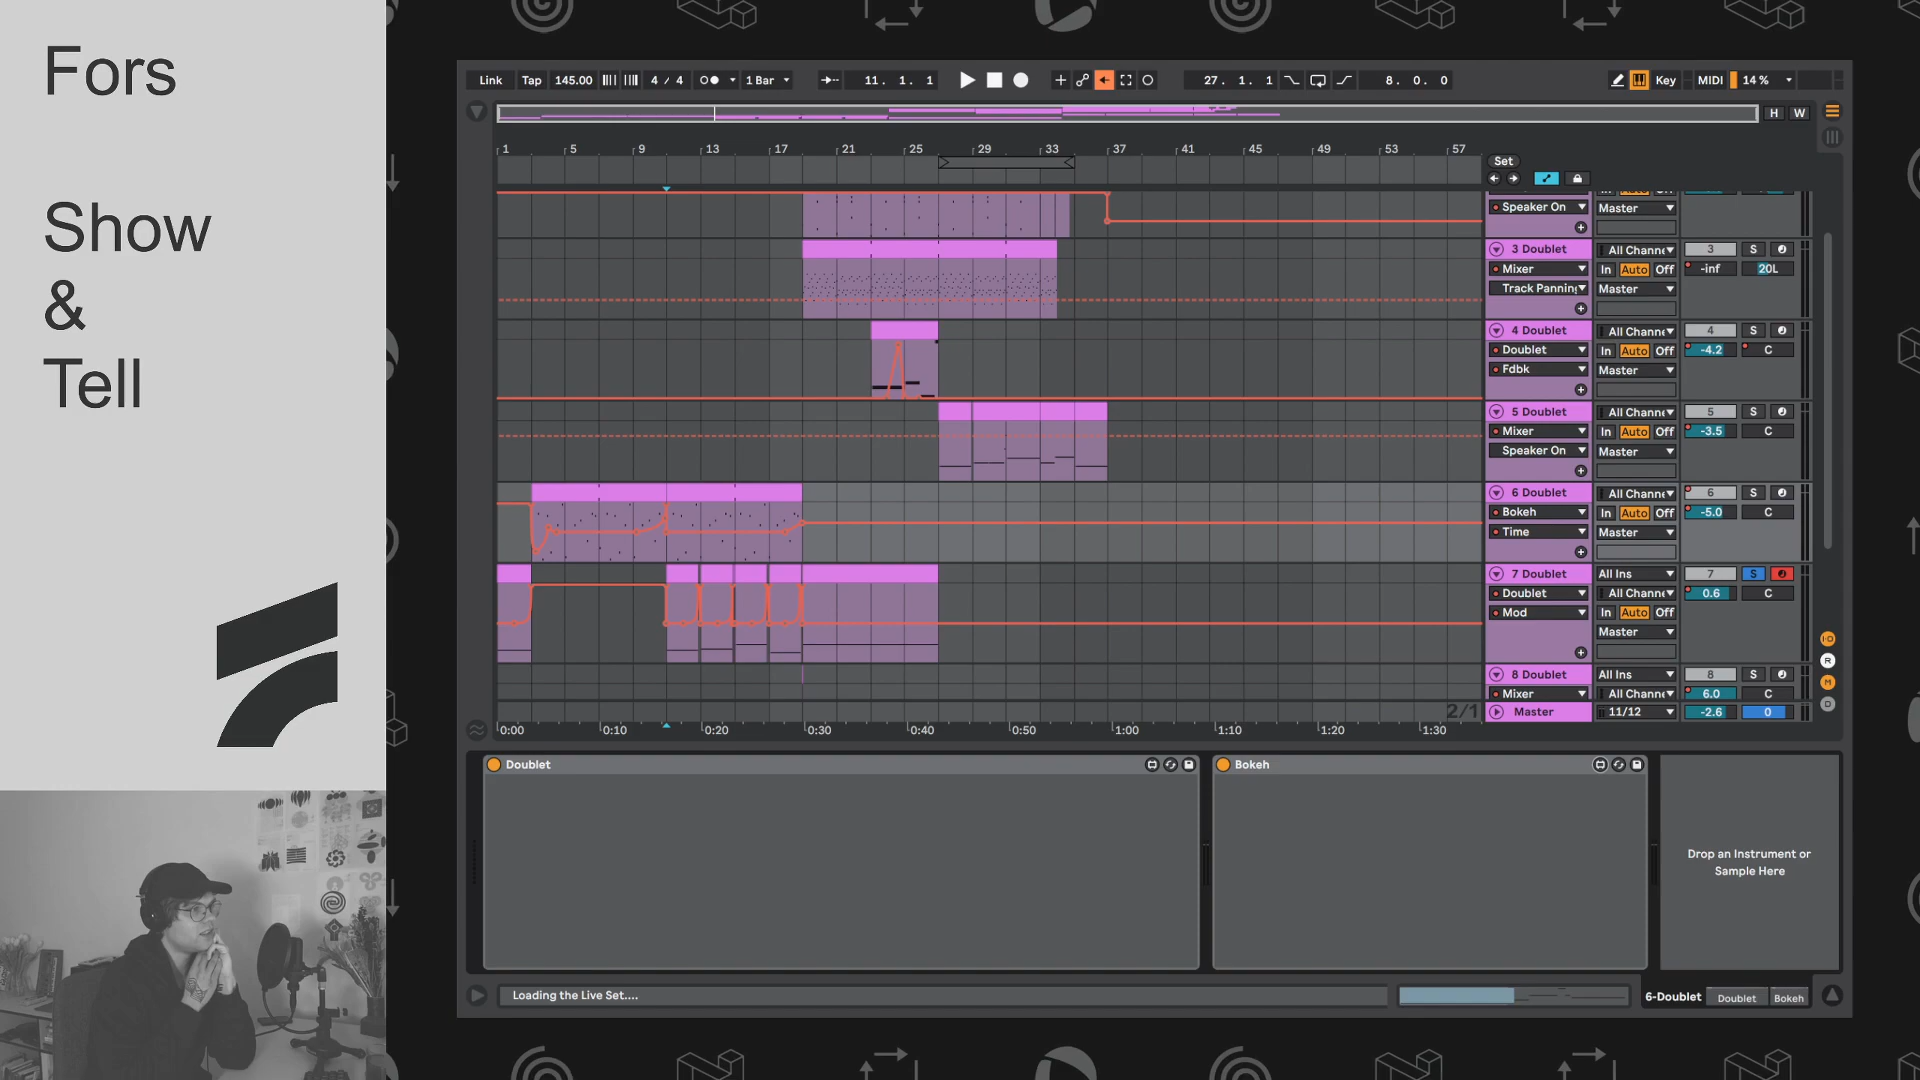 Fors
Show
&
Tell
Link Tap 145.00 4 / 4 1 Bar 11. 1. 1 27. 1. 1 8. 0. 0 Key MIDI 14 %
H W
1 5 9 13 17 21 25 29 33 37 41 45 49 53 57
Set
Speaker On Master
3 Doublet All Channe 3 S
Mixer In Auto Off -inf 20L
Track Panning Master
4 Doublet All Channe 4 S
Doublet In Auto Off -4.2 C
Fdbk Master
5 Doublet All Channe 5 S
Mixer In Auto Off -3.5 C
Speaker On Master
6 Doublet All Channe 6 S
Bokeh In Auto Off -5.0 C
Time Master
7 Doublet All Ins 7 S
Doublet All Channe 0.6 C
Mod In Auto Off
Master
8 Doublet All Ins 8 S
Mixer All Channe 6.0 C
2/1 Master 11/12 -2.6 0
R
M
D
0:00 0:10 0:20 0:30 0:40 0:50 1:00 1:10 1:20 1:30
Doublet Bokeh
Drop an Instrument or
Sample Here
Loading the Live Set.... 6-Doublet Doublet Bokeh